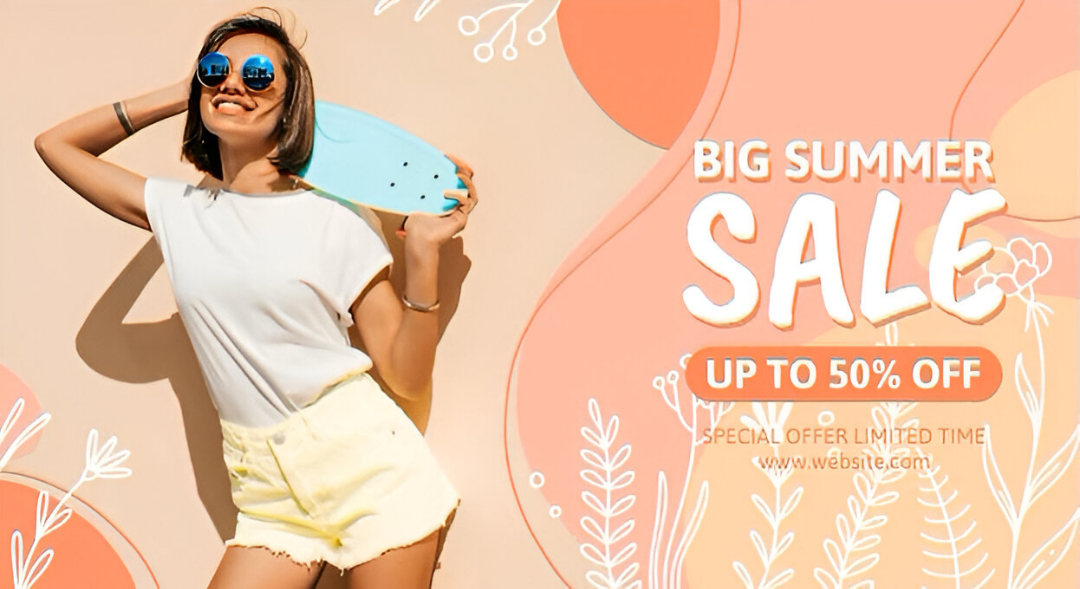 BIG SUMMER
SALE
UP TO 50% OFF
SPECIAL OFFER LIMITED TIME
www.website.com